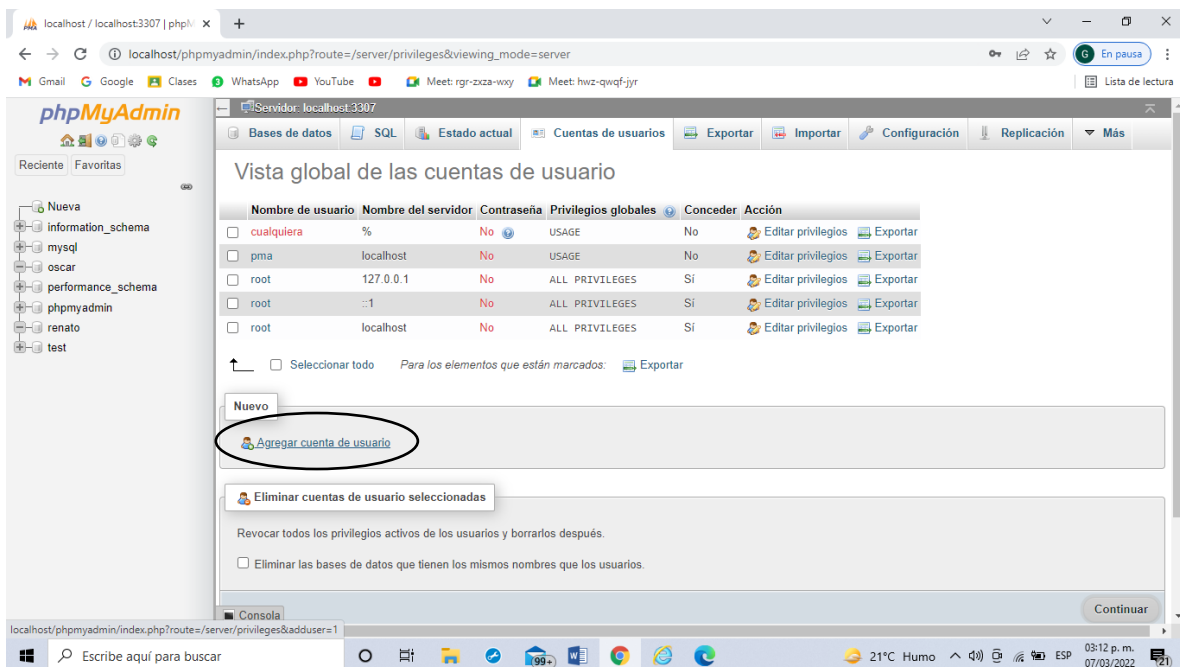 localhost / localhost:3307 | phpM
localhost/phpmyadmin/index.php?route=/server/privileges&viewing_mode=server
G En pausa
Gmail Google Clases WhatsApp YouTube Meet: rgr-zxza-wxy Meet: hwz-qwqf-jyr Lista de lectura
phpMyAdmin
Reciente Favoritas
Nueva
information_schema
mysql
oscar
performance_schema
phpmyadmin
renato
test
Servidor: localhost:3307
Bases de datos SQL Estado actual Cuentas de usuarios Exportar Importar Configuración Replicación Más
Vista global de las cuentas de usuario
Nombre de usuario Nombre del servidor Contraseña Privilegios globales Conceder Acción
cualquiera % No USAGE No Editar privilegios Exportar
pma localhost No USAGE No Editar privilegios Exportar
root 127.0.0.1 No ALL PRIVILEGES Sí Editar privilegios Exportar
root ::1 No ALL PRIVILEGES Sí Editar privilegios Exportar
root localhost No ALL PRIVILEGES Sí Editar privilegios Exportar
Seleccionar todo Para los elementos que están marcados: Exportar
Nuevo
Agregar cuenta de usuario
Eliminar cuentas de usuario seleccionadas
Revocar todos los privilegios activos de los usuarios y borrarlos después.
Eliminar las bases de datos que tienen los mismos nombres que los usuarios.
Continuar
Consola
localhost/phpmyadmin/index.php?route=/server/privileges&adduser=1
Escribe aquí para buscar
99+
21°C Humo
ESP
03:12 p. m.
07/03/2022
21